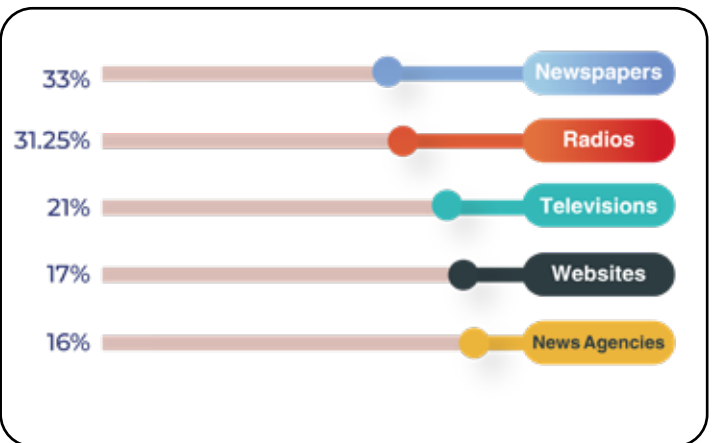 33% Newspapers
31.25% Radios
21% Televisions
17% Websites
16% News Agencies